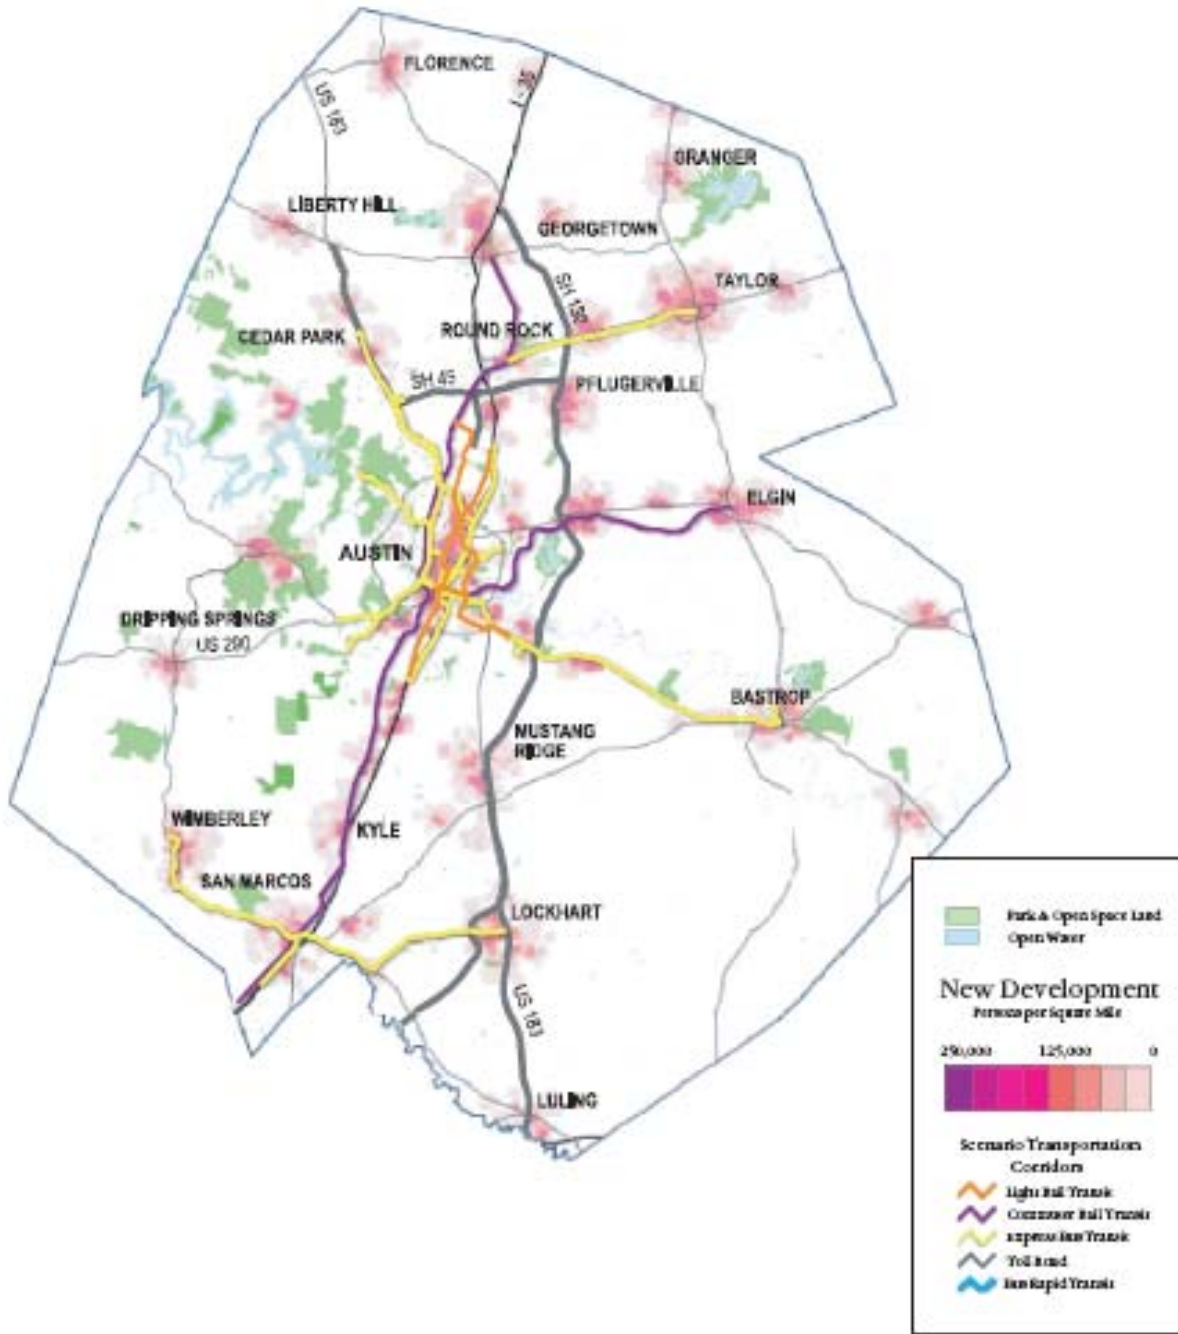 FLORENCE
US 183
I - 35
GRANGER
LIBERTY HILL
GEORGETOWN
TAYLOR
SH 130
ROUND ROCK
CEDAR PARK
SH 45
PFLUGERVILLE
ELGIN
AUSTIN
DRIPPING SPRINGS
US 290
BASTROP
MUSTANG
RIDGE
WIMBERLEY
KYLE
SAN MARCOS
LOCKHART
US 183
LULING
Park & Open Space Land
Open Water
New Development
Persons per Square Mile
250,000 125,000 0
Scenario Transportation
Corridors
Light Rail Transit
Commuter Rail Transit
Express Bus Transit
Toll Road
Bus Rapid Transit